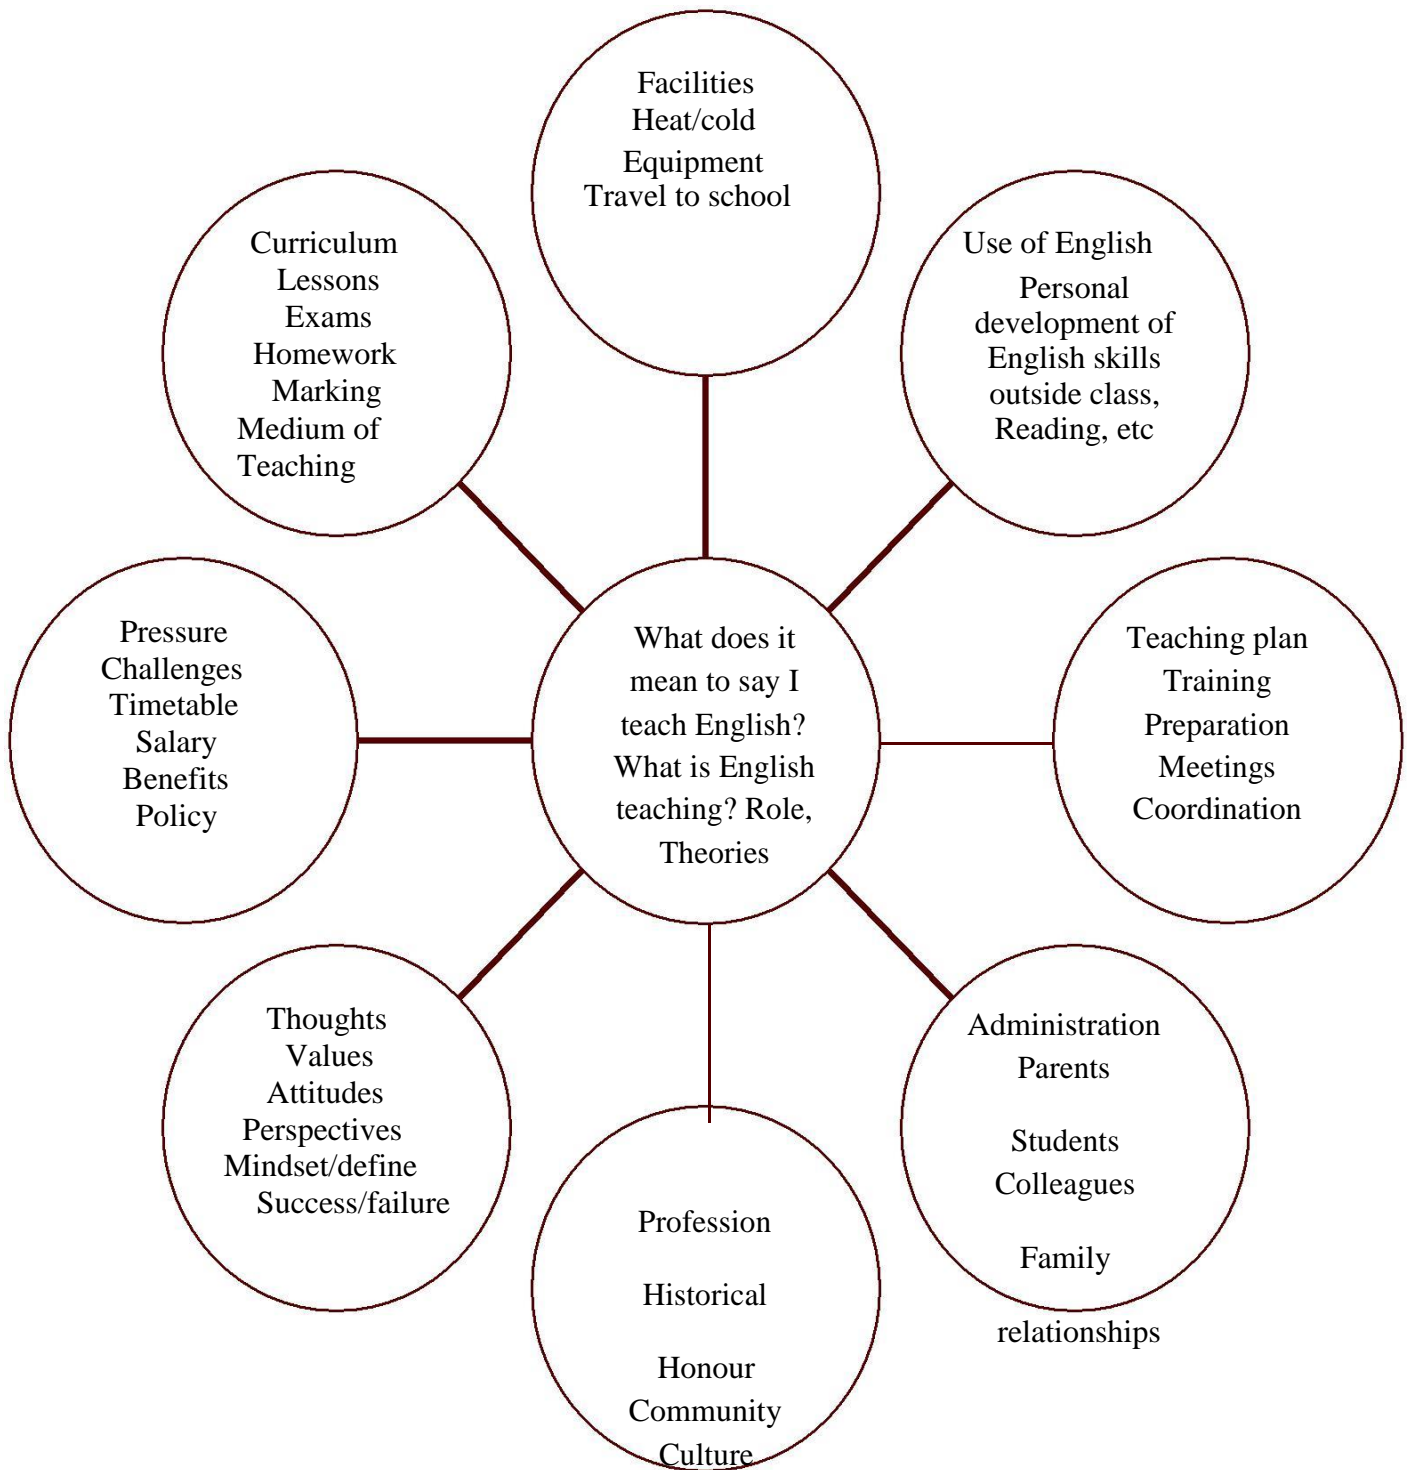 Facilities
Heat/cold
Equipment
Travel to school
Curriculum
Lessons
Exams
Homework
Marking
Medium of
Teaching
Use of English
Personal
development of
English skills
outside class,
Reading, etc
Pressure
Challenges
Timetable
Salary
Benefits
Policy
What does it
mean to say I
teach English?
What is English
teaching? Role,
Theories
Teaching plan
Training
Preparation
Meetings
Coordination
Thoughts
Values
Attitudes
Perspectives
Mindset/define
Success/failure
Profession
Historical
Honour
Community
Culture
Administration
Parents
Students
Colleagues
Family
relationships